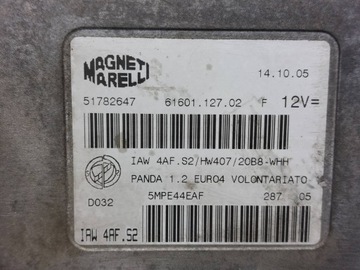 MAGNETI
MARELLI
14.10.05
51782647 61601.127.02 F 12V=
IAW 4AF.S2/HW407/20B8-WHH
PANDA 1.2 EURO4 VOLONTARIATO
D032 5MPE44EAF 287 05
IAW 4AF.S2